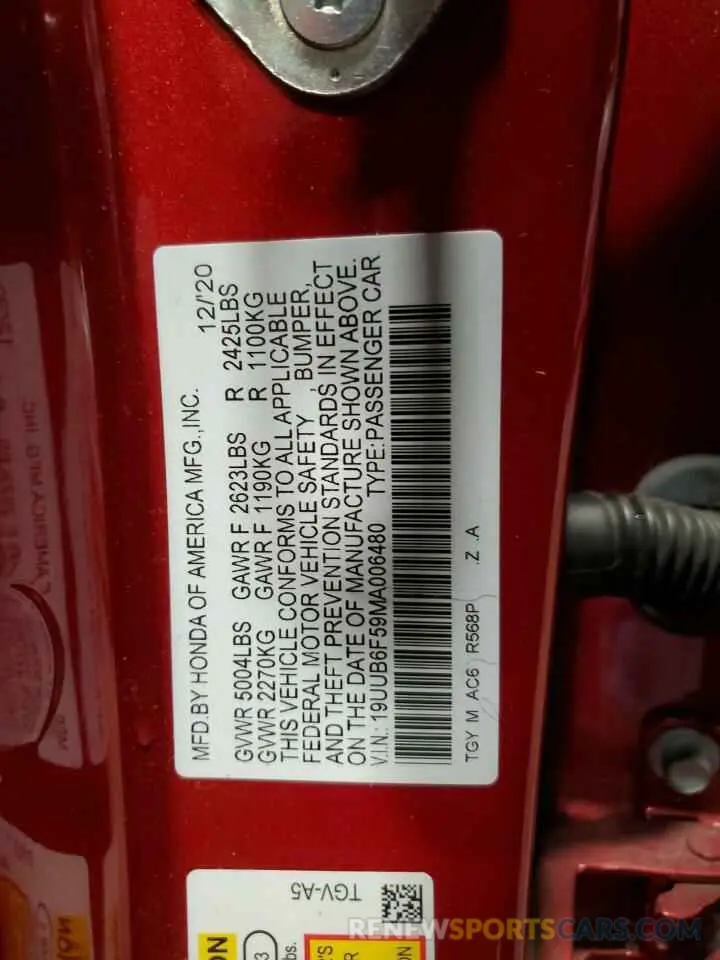 MFD.BY HONDA OF AMERICA MFG.,INC. 12/'20
GVWR 5004LBS GAWR F 2623LBS R 2425LBS
GVWR 2270KG GAWR F 1190KG R 1100KG
THIS VEHICLE CONFORMS TO ALL APPLICABLE
FEDERAL MOTOR VEHICLE SAFETY , BUMPER,
AND THEFT PREVENTION STANDARDS IN EFFECT
ON THE DATE OF MANUFACTURE SHOWN ABOVE.
V.I.N.: 19UUB6F59MA006480 TYPE:PASSENGER CAR
TGY M AC6 R568P .Z .A
TGV-A5
RENEWSPORTSCARS.COM